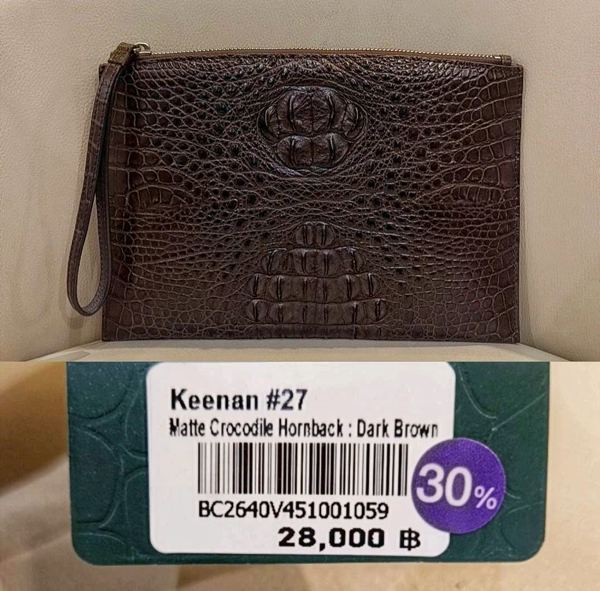 Keenan #27
Matte Crocodile Hornback : Dark Brown
BC2640V451001059
30%
28,000 ฿